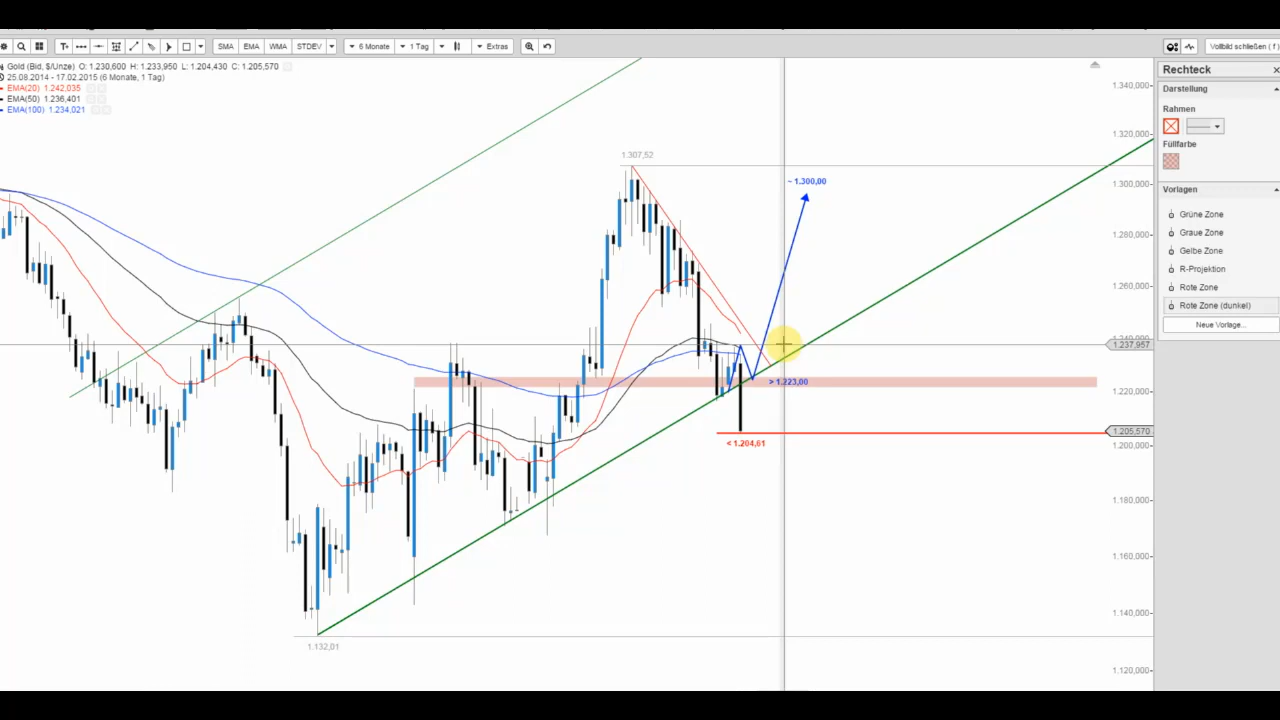 SMA EMA WMA STDEV 6 Monate 1 Tag Extras Vollbild schließen ( f )
Gold (Bid, $/Unze) O: 1.230,600 H: 1.233,950 L: 1.204,430 C: 1.205,570
25.08.2014 - 17.02.2015 (6 Monate, 1 Tag)
EMA(20) 1.242,035
EMA(50) 1.236,401
EMA(100) 1.234,021
1.307,52
~ 1.300,00
> 1.223,00
< 1.204,61
1.132,01
1.340,000
1.320,000
1.300,000
1.280,000
1.260,000
1.237,957
1.220,000
1.205,570
1.200,000
1.180,000
1.160,000
1.140,000
1.120,000
Rechteck
Darstellung
Rahmen
Füllfarbe
Vorlagen
Grüne Zone
Graue Zone
Gelbe Zone
R-Projektion
Rote Zone
Rote Zone (dunkel)
Neue Vorlage...